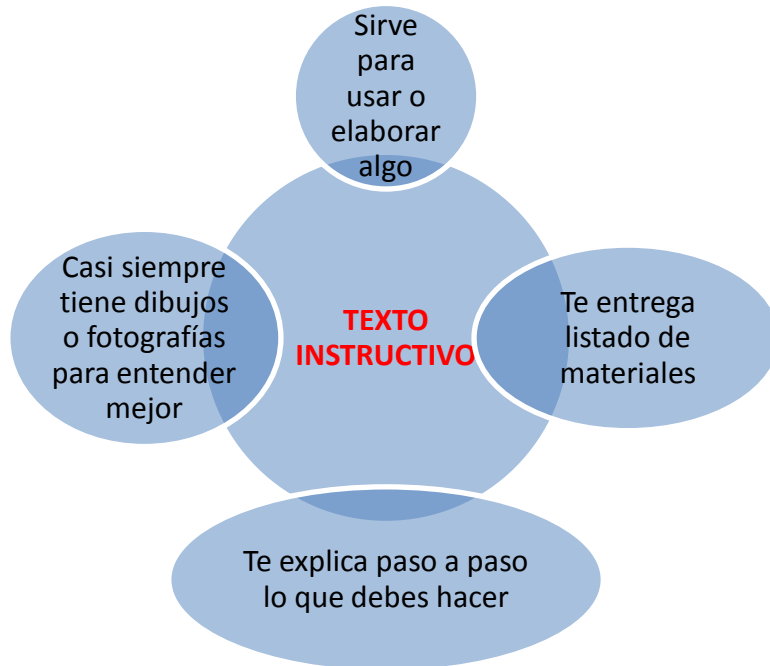 Sirve
para
usar o
elaborar
algo
Casi siempre
tiene dibujos
o fotografías
para entender
mejor
TEXTO
INSTRUCTIVO
Te entrega
listado de
materiales
Te explica paso a paso
lo que debes hacer